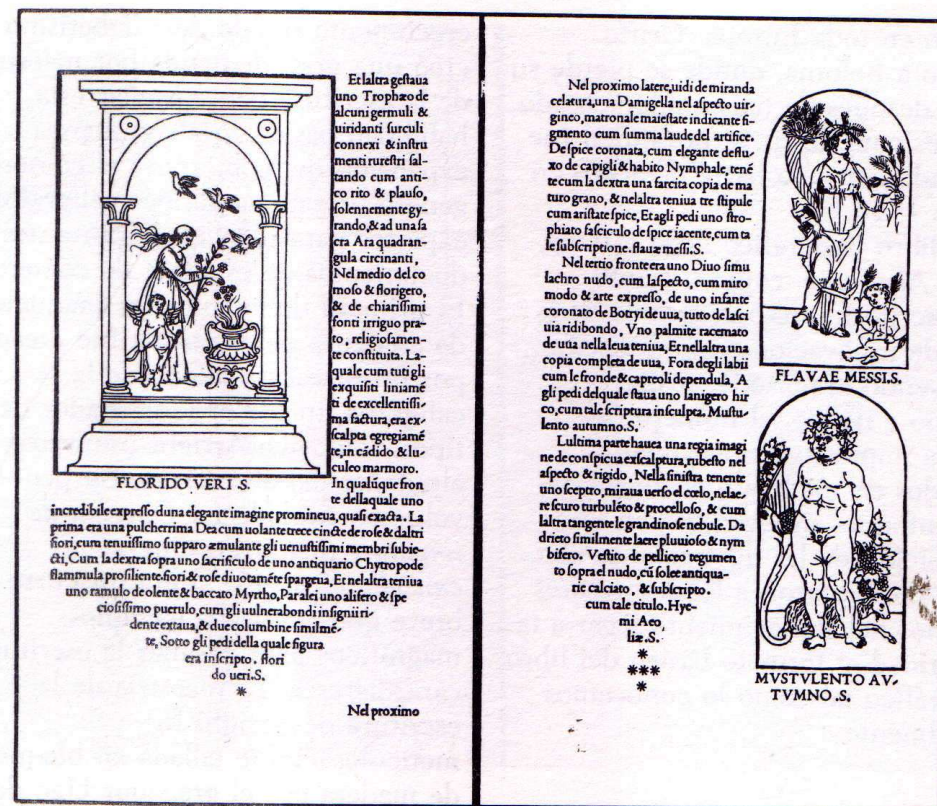 Et laltra gestaua
uno Trophæo de
alcuni germuli &
uiridanti surculi
connexi & instru
menti rurestri sal-
tando cum anti-
co rito & plauso,
solennemente gy-
rando, & ad una sa
cra Ara quadran-
gula circinanti,
Nel medio del co
moso & florigero,
& de chiarissimi
fonti irriguo pra-
to, religiosamen-
te constituita. La-
quale cum tuti gli
exquisiti liniamē
ti de excellentissi-
ma factura, era ex-
scalpta egregiamē
te, in cādido & lu-
culeo marmoro.
In qualūque fron
te dellaquale uno
FLORIDO VERI .S.
incredibile expresso duna elegante imagine promineua, quasi exacta. La
prima era una pulcherrima Dea cum uolante trece cincte de rose & daltri
fiori, cum tenuissimo supparo æmulante gli uenustissimi membri subie-
cti, Cum la dextra sopra uno sacrificulo de uno antiquario Chytropode
flammula prosiliente. fiori & rose diuotamēte spargeua, Et nelaltra teniua
uno ramulo de olente & baccato Myrtho, Par alei uno alifero & spe
ciosissimo puerulo, cum gli uulnerabondi insignii ri
dente extaua, & due columbine similmē-
te, Sotto gli pedi della quale figura
era inscripto . flori
do ueri.S.
*
Nel proximo
Nel proximo latere, uidi de miranda
celatura, una Damigella nel aspecto uir-
gineo, matronale maiestate indicante fi-
gmento cum summa laude del artifice.
De spice coronata, cum elegante deflu-
xo de capigli & habito Nymphale, tenē
te cum la dextra una farcita copia de ma
turo grano, & nelaltra teniua tre stipule
cum aristate spice, Et agli pedi uno stro-
phiato fasciculo de spice iacente, cum ta
le subscriptione. flauæ messi.S.
Nel tertio fronte era uno Diuo simu
lachro nudo, cum laspecto, cum miro
modo & arte expresso, de uno infante
coronato de Botryi de uua, tutto de lasci
uia ridibondo, Vno palmite racemato
de uua nella leua teniua, Et nellaltra una
copia completa de uua, Fora degli labii
cum le fronde & capreoli dependula, A
gli pedi delquale staua uno lanigero hir
co, cum tale scriptura insculpta. Mustu-
lento autumno.S.
Lultima parte hauea una regia imagi
ne de conspicua exscalptura, rubesto nel
aspecto & rigido, Nella sinistra tenente
uno sceptro, miraua uerso el cœlo, nelae-
re scuro turbulēto & procelloso, & cum
laltra tangente le grandinose nebule. Da
drieto similmente laere pluuioso & nym
bifero. Vestito de pelliceo tegumen
to sopra el nudo, cū solee antiqua-
rie calciato, & subscripto.
cum tale titulo. Hye-
mi Aeo,
liæ .S.
*
***
*
FLAVAE MESSI.S.
MVSTVLENTO AV-
TVMNO .S.